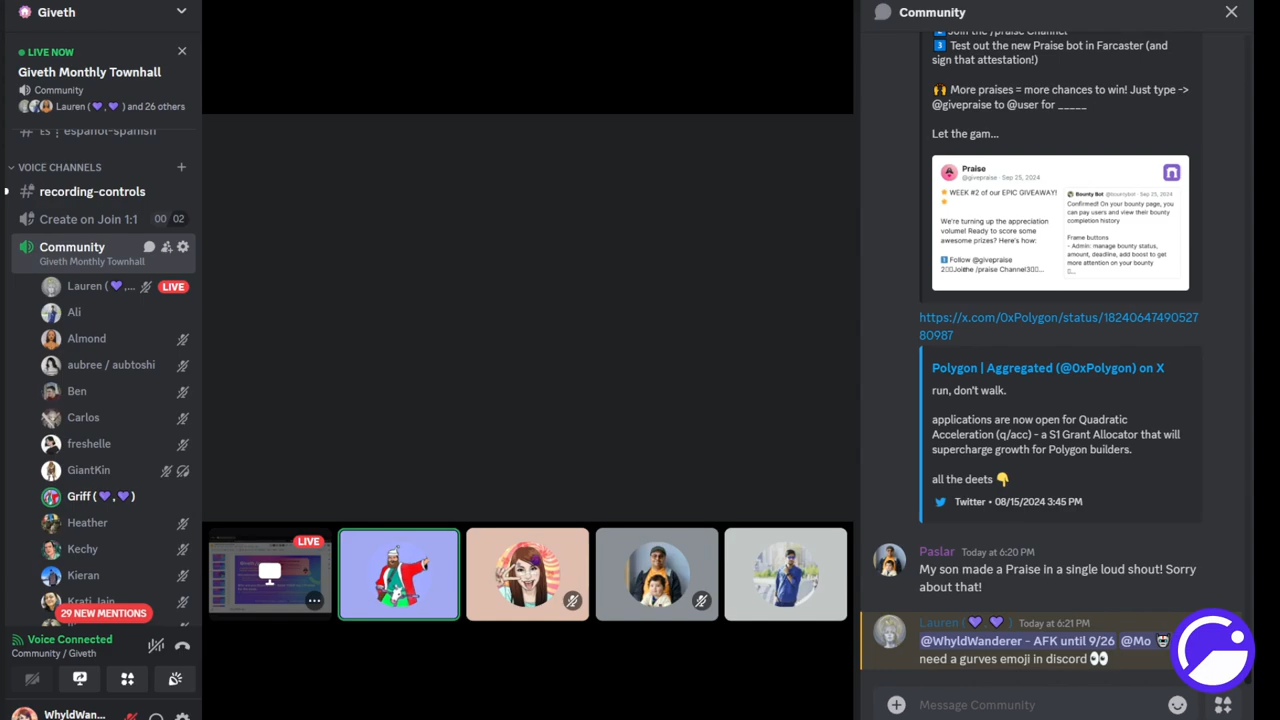 Giveth
LIVE NOW
Giveth Monthly Townhall
Community
Lauren (💜,💜) and 26 others
ES | español-spanish
VOICE CHANNELS
recording-controls
Create on Join 1:1 00 02
Community
Giveth Monthly Townhall
Lauren (💜,... LIVE
Ali
Almond
aubree / aubtoshi
Ben
Carlos
freshelle
GiantKin
Griff (💜,💜)
Heather
Kechy
Kieran
Krati Jain
29 NEW MENTIONS
Voice Connected
Community / Giveth
WhyldWan...
LIVE
Community
2 Join the /praise Channel
3 Test out the new Praise bot in Farcaster (and
sign that attestation!)
🙌 More praises = more chances to win! Just type ->
@givepraise to @user for _____
Let the gam...
Praise
@givepraise · Sep 25, 2024
🌟 WEEK #2 of our EPIC GIVEAWAY!
🌟
We're turning up the appreciation
volume! Ready to score some
awesome prizes? Here's how:
1 Follow @givepraise
Bounty Bot @bountybot · Sep 25, 2024
Confirmed! On your bounty page, you
can pay users and view their bounty
completion history
Frame buttons
- Admin: manage bounty status,
amount, deadline, add boost to get
more attention on your bounty
https://x.com/0xPolygon/status/18240647490527
80987
Polygon | Aggregated (@0xPolygon) on X
run, don't walk.
applications are now open for Quadratic
Acceleration (q/acc) - a S1 Grant Allocator that will
supercharge growth for Polygon builders.
all the deets 👇
Twitter • 08/15/2024 3:45 PM
Paslar Today at 6:20 PM
My son made a Praise in a single loud shout! Sorry
about that!
Lauren (💜,💜) Today at 6:21 PM
@WhyldWanderer - AFK until 9/26 @Mo
need a gurves emoji in discord 👀
Message Community